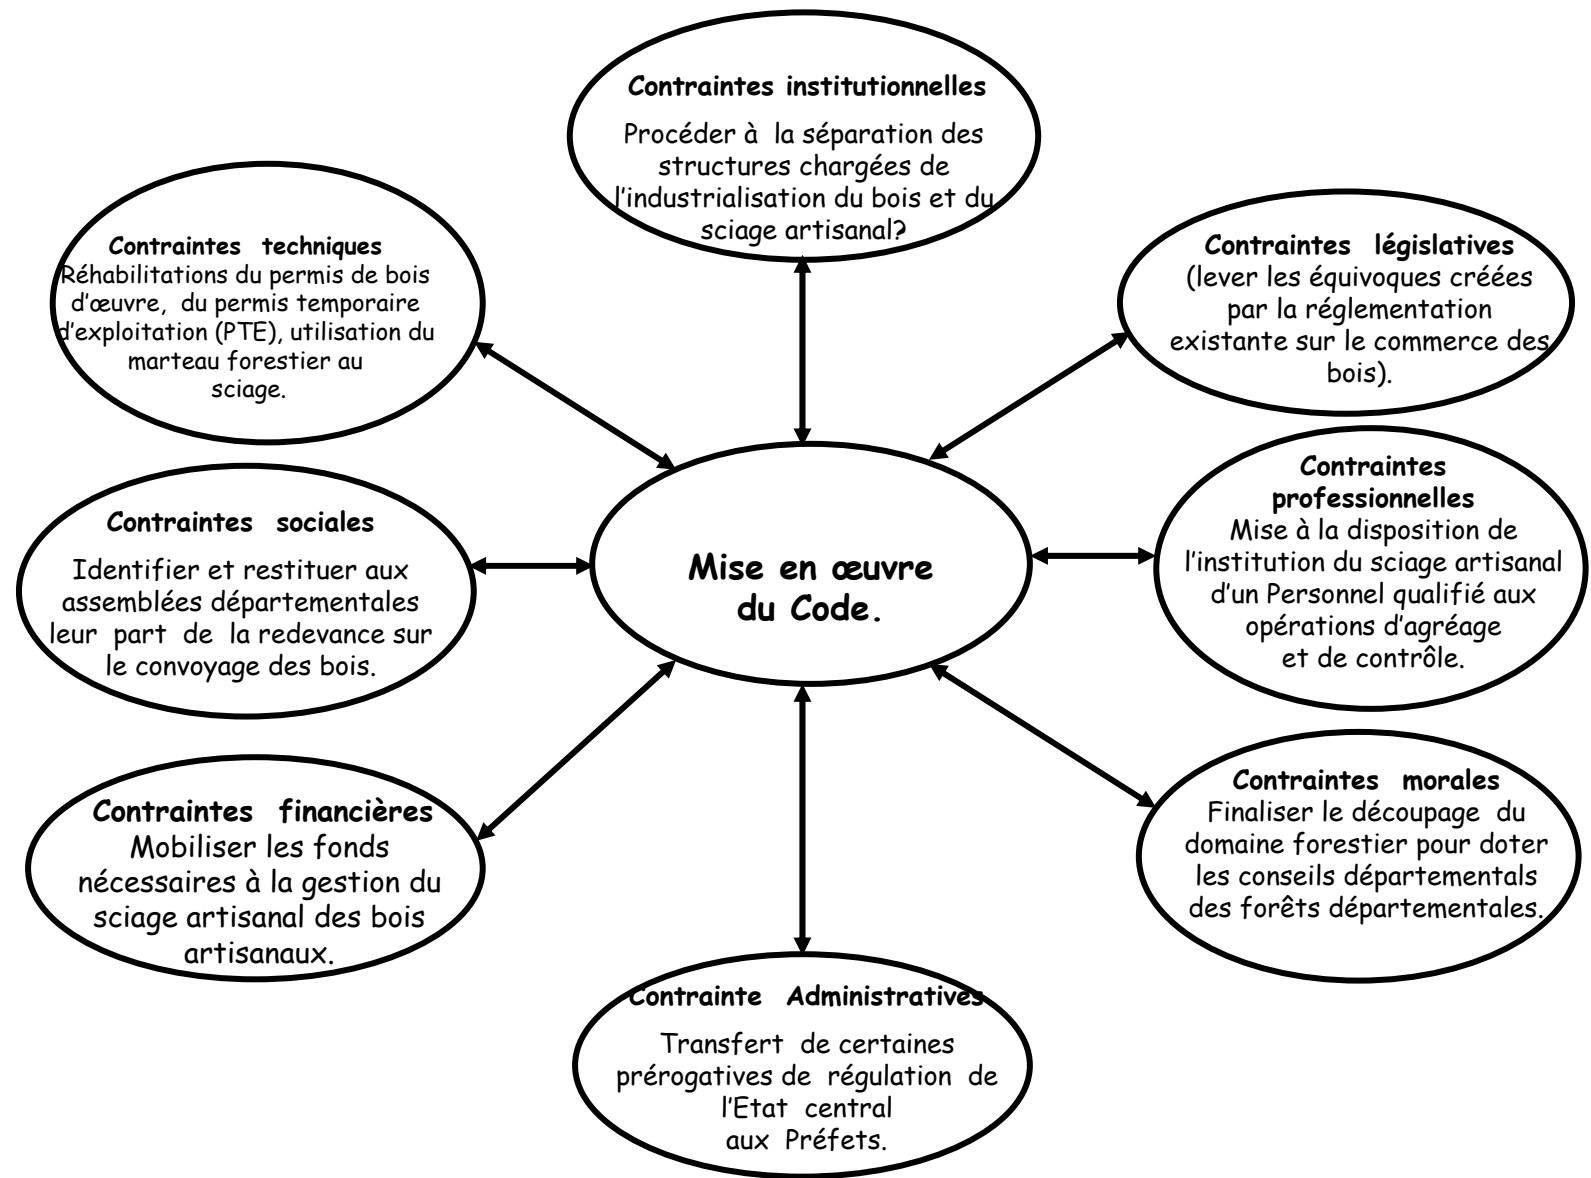 Contraintes institutionnelles
Procéder à la séparation des
structures chargées de
l'industrialisation du bois et du
sciage artisanal?
Contraintes techniques
Réhabilitations du permis de bois
d'œuvre, du permis temporaire
d'exploitation (PTE), utilisation du
marteau forestier au
sciage.
Contraintes législatives
(lever les équivoques créées
par la réglementation
existante sur le commerce des
bois).
Contraintes sociales
Identifier et restituer aux
assemblées départementales
leur part de la redevance sur
le convoyage des bois.
Mise en œuvre
du Code.
Contraintes
professionnelles
Mise à la disposition de
l'institution du sciage artisanal
d'un Personnel qualifié aux
opérations d'agréage
et de contrôle.
Contraintes financières
Mobiliser les fonds
nécessaires à la gestion du
sciage artisanal des bois
artisanaux.
Contraintes morales
Finaliser le découpage du
domaine forestier pour doter
les conseils départementals
des forêts départementales.
Contrainte Administratives
Transfert de certaines
prérogatives de régulation de
l'Etat central
aux Préfets.